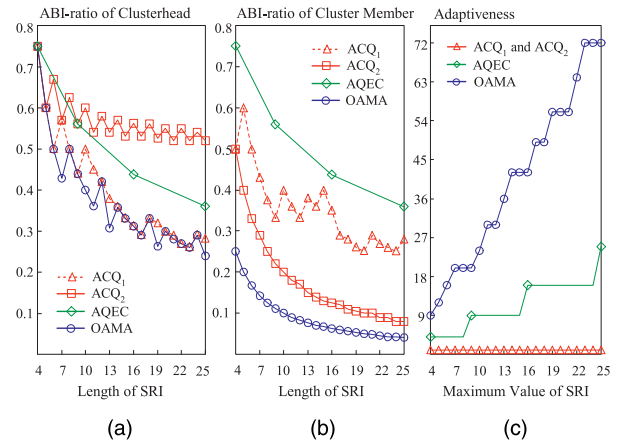 ABI-ratio of Clusterhead
0.8
0.7
0.6
0.5
0.4
0.3
0.2
0.1
ACQ1
ACQ2
AQEC
OAMA
4 7 10 13 16 19 22 25
Length of SRI
(a)
ABI-ratio of Cluster Member
0.8
0.7
0.6
0.5
0.4
0.3
0.2
0.1
ACQ1
ACQ2
AQEC
OAMA
4 7 10 13 16 19 22 25
Length of SRI
(b)
Adaptiveness
72
63
54
45
36
27
18
9
ACQ1 and ACQ2
AQEC
OAMA
4 7 10 13 16 19 22 25
Maximum Value of SRI
(c)